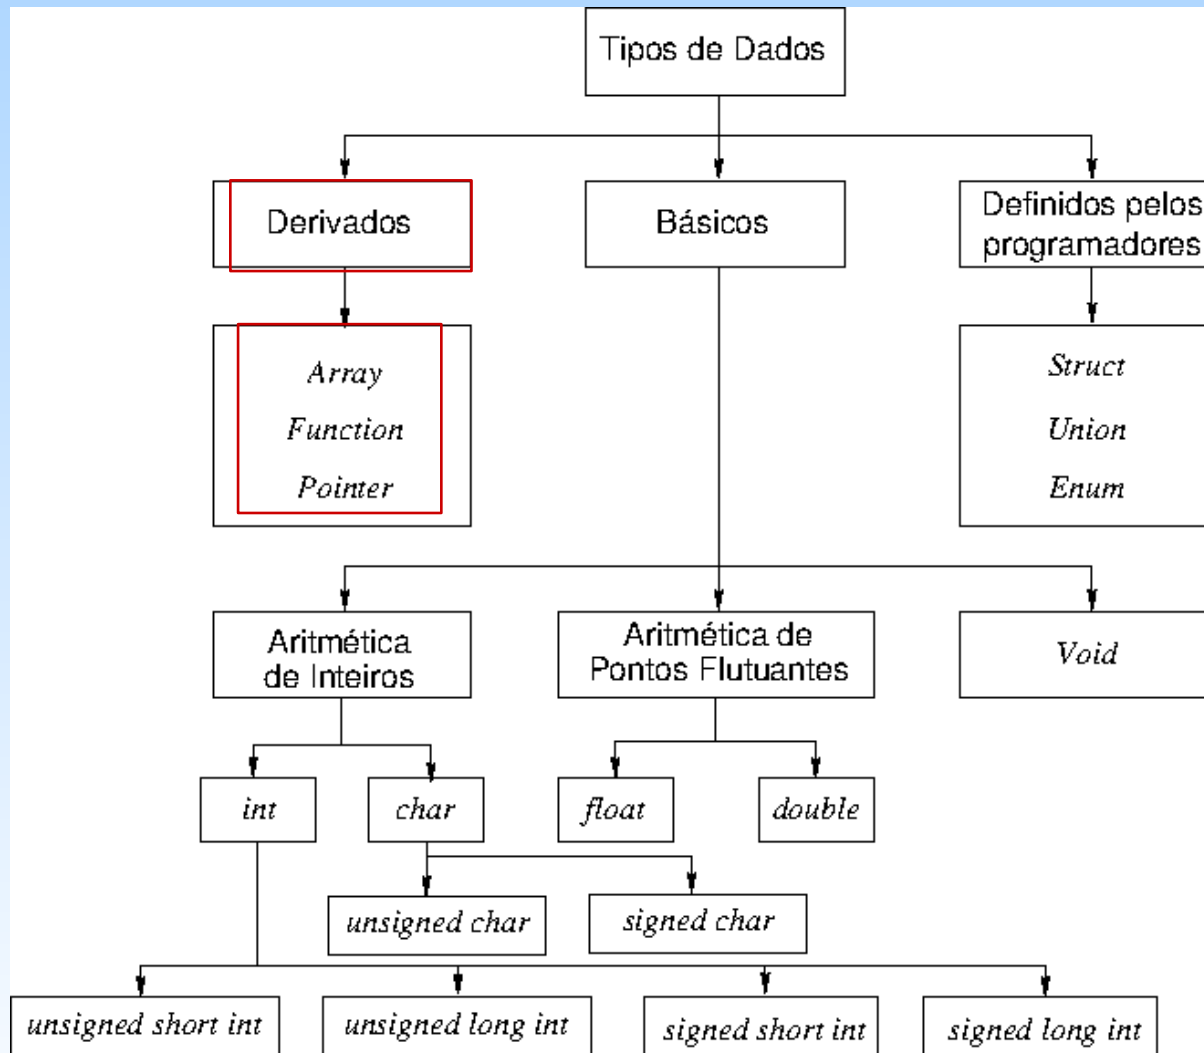 Tipos de Dados
Derivados
Básicos
Definidos pelos
programadores
Array
Function
Pointer
Struct
Union
Enum
Aritmética
de Inteiros
Aritmética de
Pontos Flutuantes
Void
int
char
float
double
unsigned char
signed char
unsigned short int
unsigned long int
signed short int
signed long int